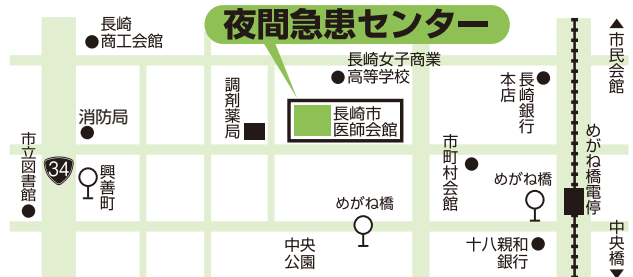 夜間急患センター
長崎
商工会館
市民会館
長崎女子商業
高等学校
調剤薬局
長崎市
医師会館
本店
長崎銀行
消防局
市立図書館
34
興善町
市町村会館
めがね橋電停
めがね橋
めがね橋
中央橋
中央
公園
十八親和
銀行